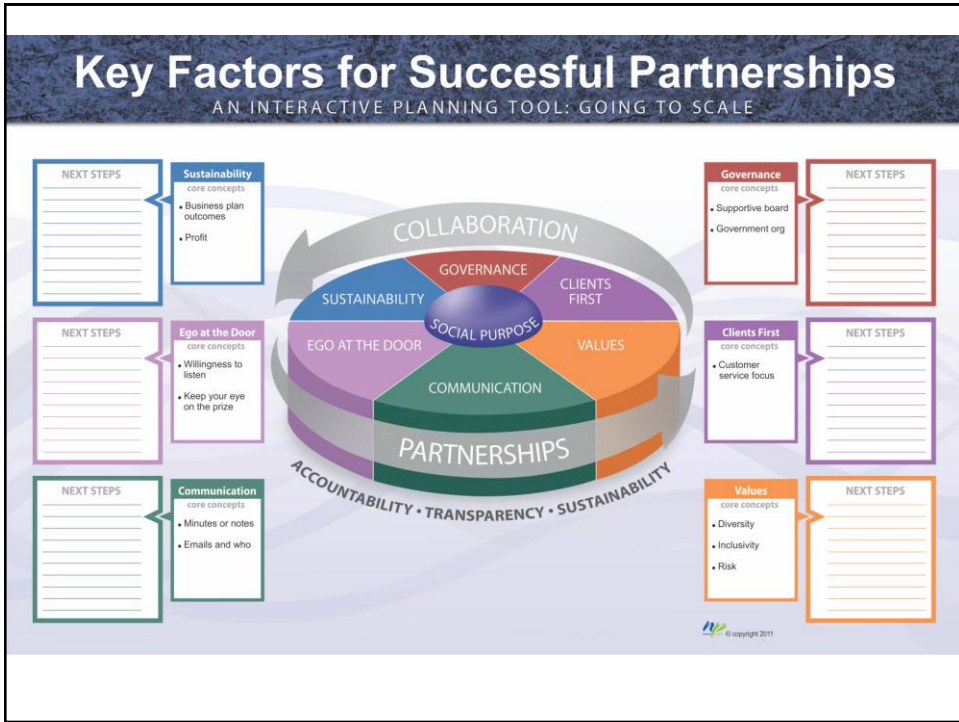 Key Factors for Succesful Partnerships
AN INTERACTIVE PLANNING TOOL: GOING TO SCALE
NEXT STEPS
Sustainability
core concepts
• Business plan
outcomes
• Profit
NEXT STEPS
Ego at the Door
core concepts
• Willingness to
listen
• Keep your eye
on the prize
NEXT STEPS
Communication
core concepts
• Minutes or notes
• Emails and who
COLLABORATION
GOVERNANCE
SUSTAINABILITY
CLIENTS
FIRST
SOCIAL PURPOSE
EGO AT THE DOOR
VALUES
COMMUNICATION
PARTNERSHIPS
ACCOUNTABILITY • TRANSPARENCY • SUSTAINABILITY
Governance
core concepts
• Supportive board
• Government org
NEXT STEPS
Clients First
core concepts
• Customer
service focus
NEXT STEPS
Values
core concepts
• Diversity
• Inclusivity
• Risk
NEXT STEPS
np © copyright 2011